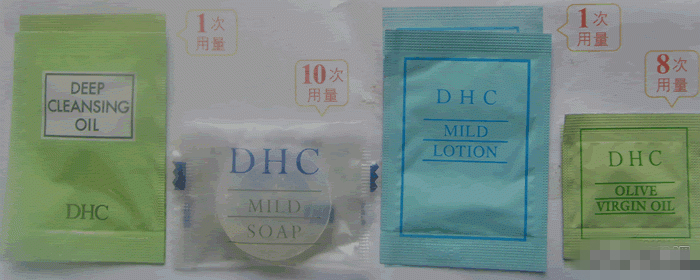 DEEP
CLEANSING
OIL
DHC
1次
用量
10次
用量
DHC
MILD
SOAP
DHC
MILD
LOTION
1次
用量
8次
用量
DHC
OLIVE
VIRGIN OIL